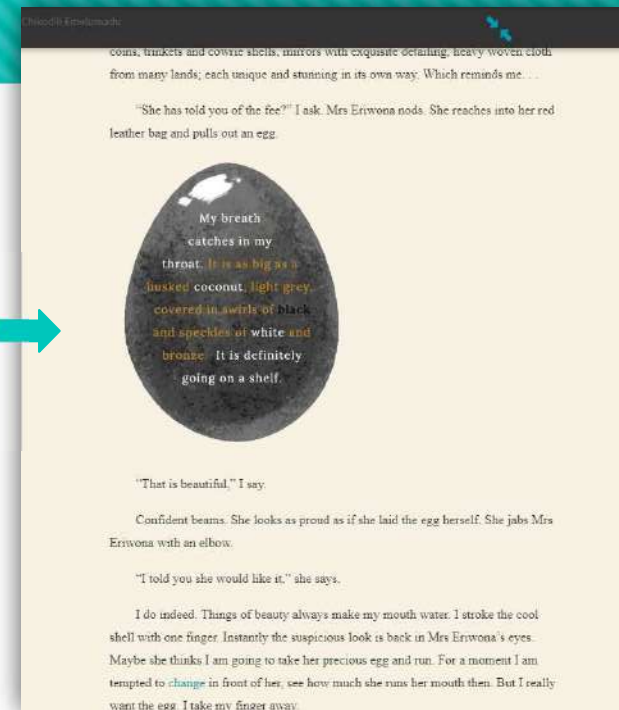 Chikodili Emelumadu
coins, trinkets and cowrie shells, mirrors with exquisite detailing, heavy woven cloth
from many lands; each unique and stunning in its own way. Which reminds me. . .
“She has told you of the fee?” I ask. Mrs Eriwona nods. She reaches into her red
leather bag and pulls out an egg.
My breath
catches in my
throat. It is as big as a
husked coconut, light grey,
covered in swirls of black
and speckles of white and
bronze. It is definitely
going on a shelf.
“That is beautiful,” I say.
Confident beams. She looks as proud as if she laid the egg herself. She jabs Mrs
Eriwona with an elbow.
“I told you she would like it,” she says.
I do indeed. Things of beauty always make my mouth water. I stroke the cool
shell with one finger. Instantly the suspicious look is back in Mrs Eriwona’s eyes.
Maybe she thinks I am going to take her precious egg and run. For a moment I am
tempted to change in front of her, see how much she runs her mouth then. But I really
want the egg. I take my finger away.